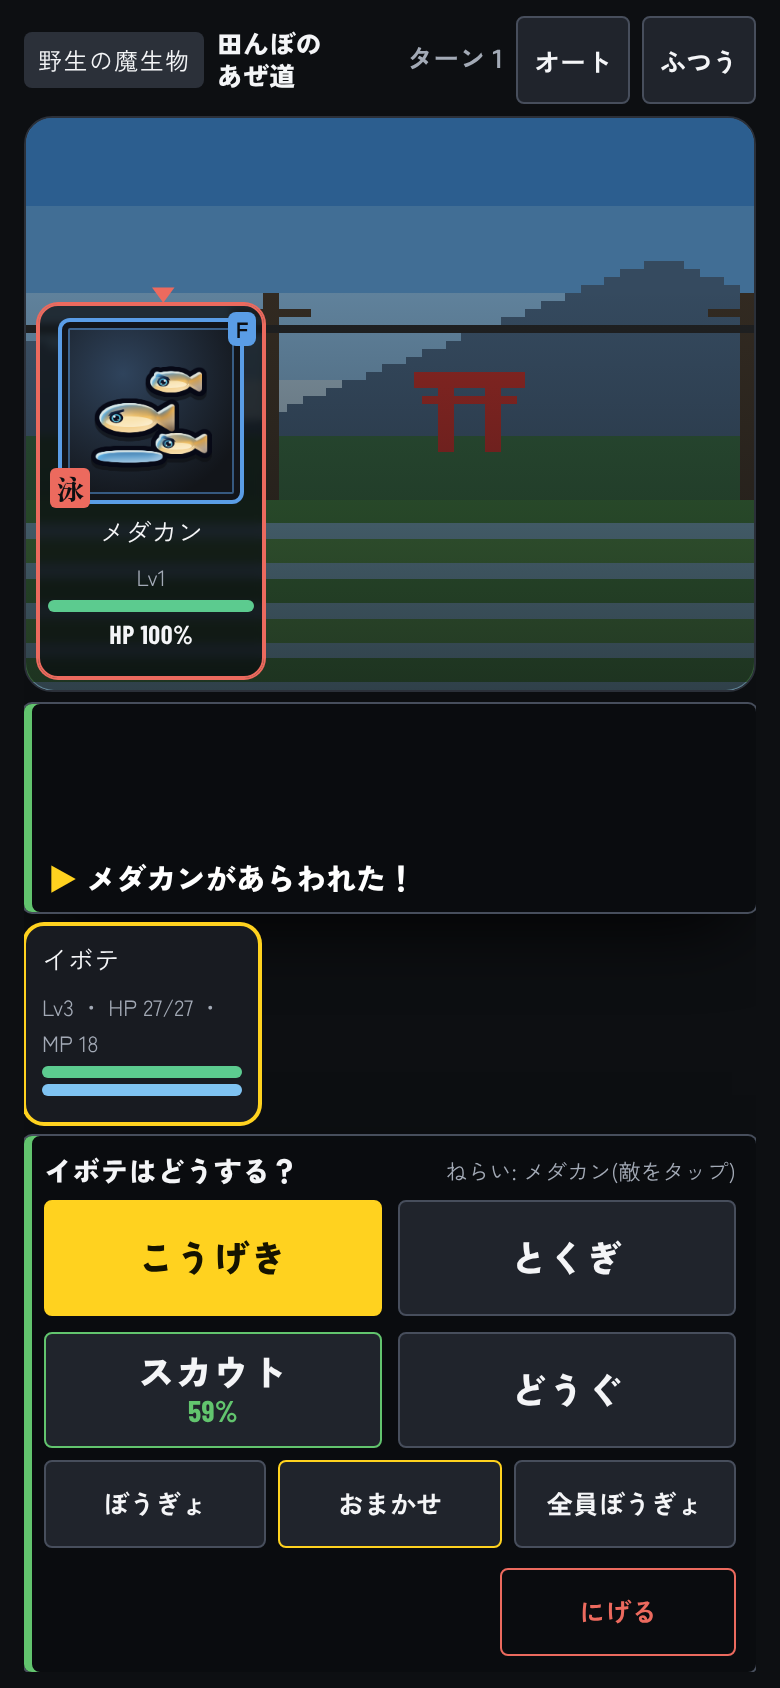 野生の魔生物
田んぼの
あぜ道
ターン 1
オート
ふつう
F
泳
メダカン
Lv1
HP 100%
▶ メダカンがあらわれた！
イボテ
Lv3 ・ HP 27/27 ・
MP 18
イボテはどうする？
ねらい: メダカン(敵をタップ)
こうげき
とくぎ
スカウト
59%
どうぐ
ぼうぎょ
おまかせ
全員ぼうぎょ
にげる